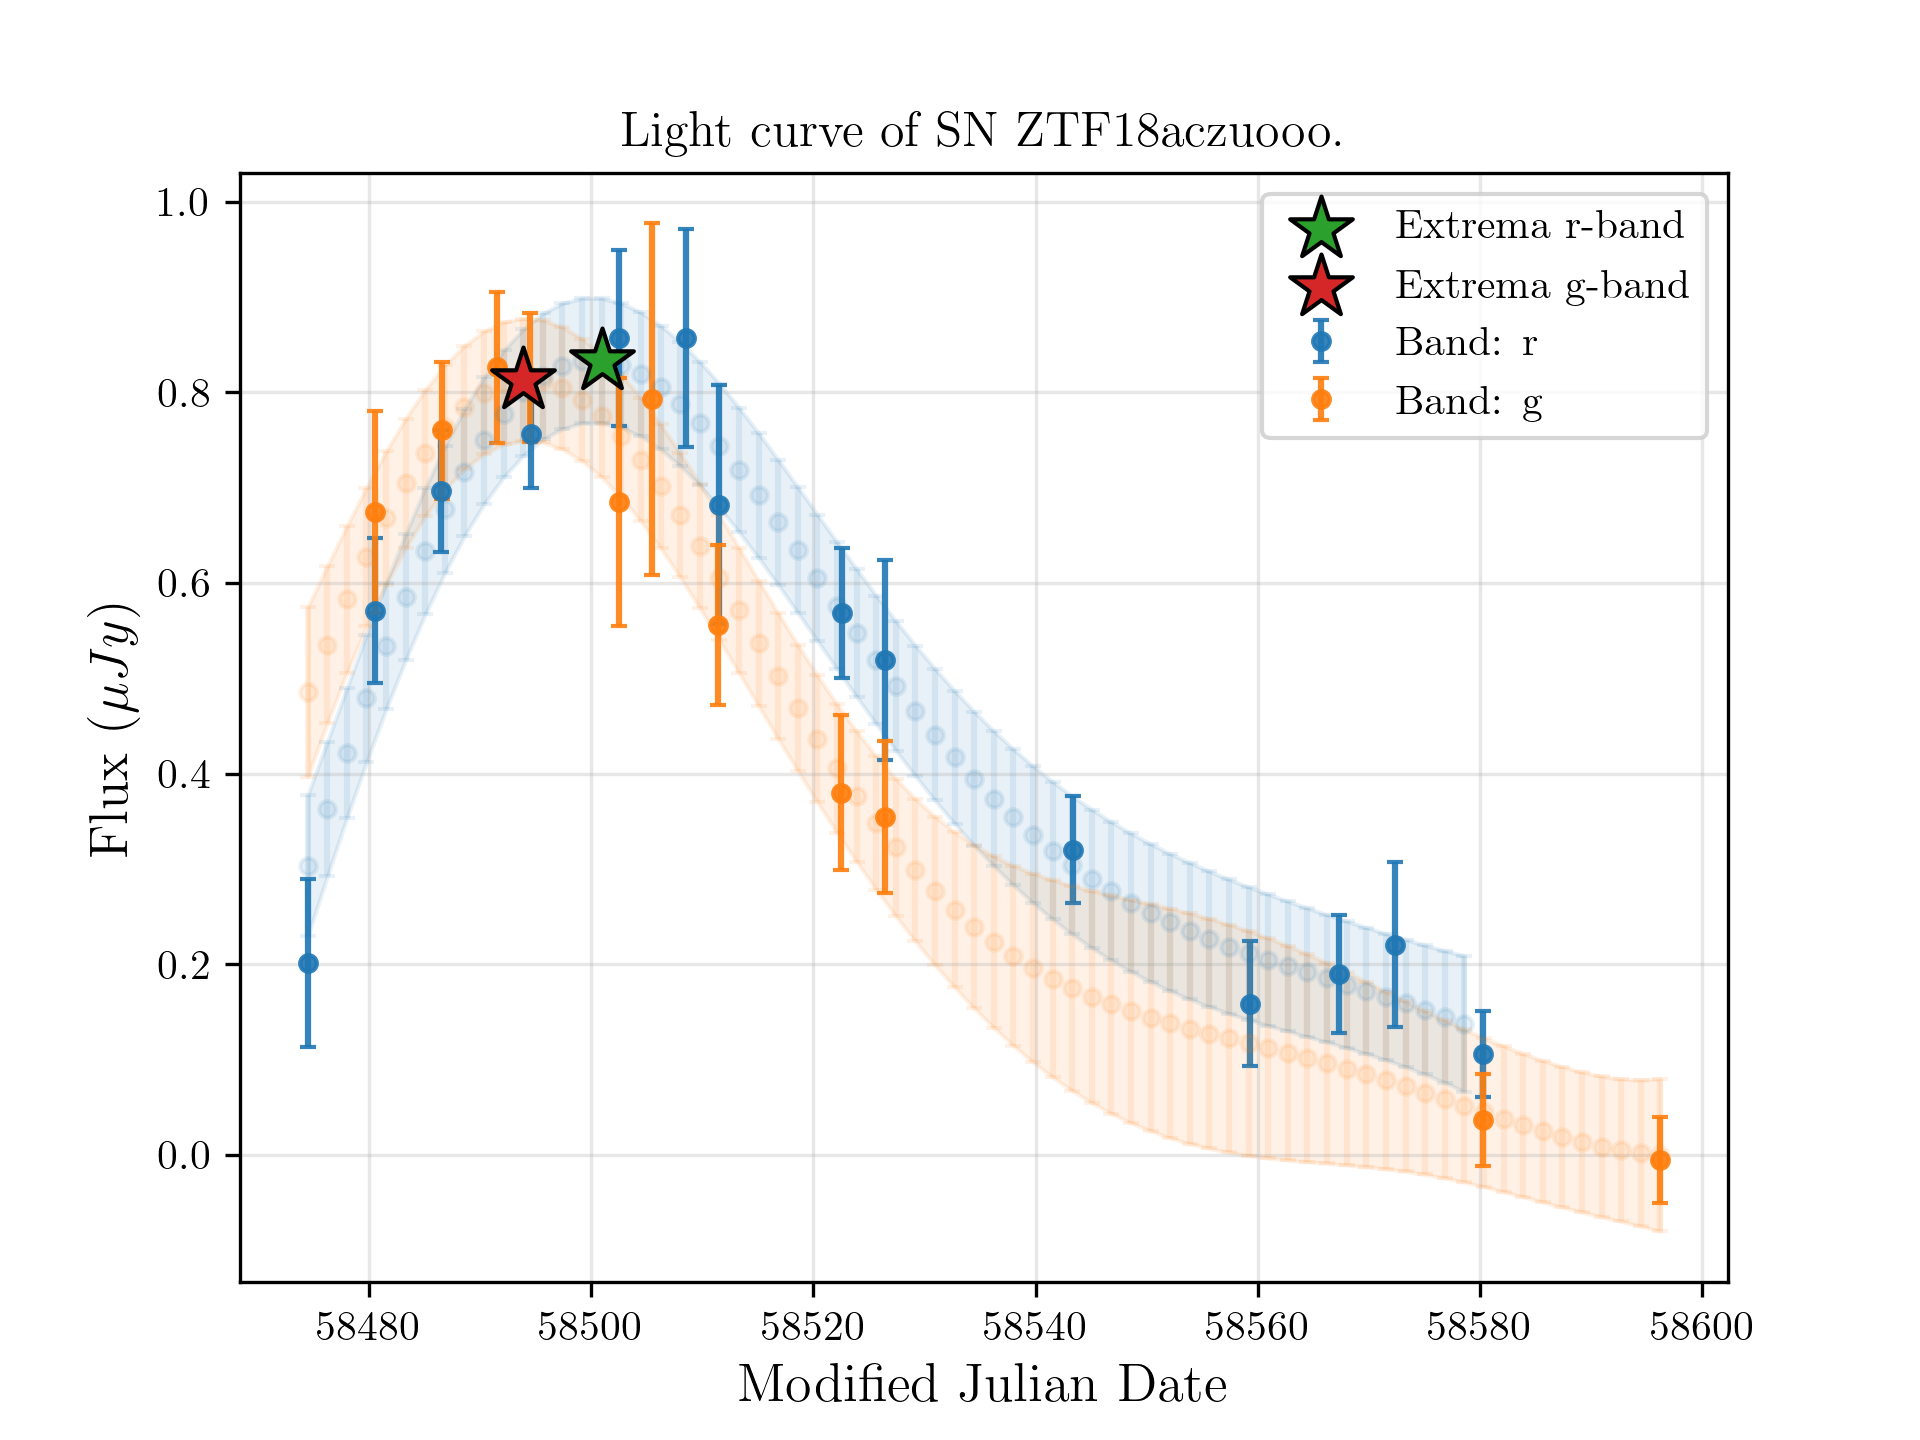 Light curve of SN ZTF18aczuooo.
Extrema r-band
Extrema g-band
Band: r
Band: g
1.0
0.8
0.6
0.4
0.2
0.0
Flux (μJy)
58480 58500 58520 58540 58560 58580 58600
Modified Julian Date